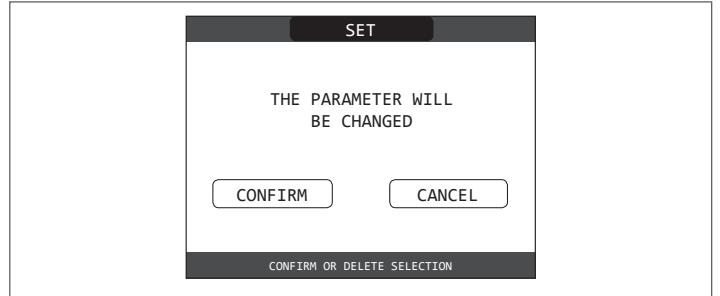 SET
THE PARAMETER WILL
BE CHANGED
CONFIRM CANCEL
CONFIRM OR DELETE SELECTION